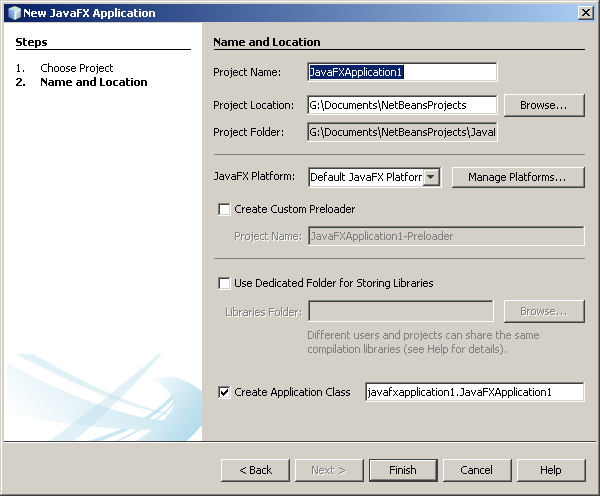 New JavaFX Application
Steps
1. Choose Project
2. Name and Location
Name and Location
Project Name: JavaFXApplication1
Project Location: G:\Documents\NetBeansProjects Browse...
Project Folder: G:\Documents\NetBeansProjects\Javal
JavaFX Platform: Default JavaFX Platforr Manage Platforms...
Create Custom Preloader
Project Name: JavaFXApplication1-Preloader
Use Dedicated Folder for Storing Libraries
Libraries Folder: Browse...
Different users and projects can share the same
compilation libraries (see Help for details).
Create Application Class javafxapplication1.JavaFXApplication1
< Back Next > Finish Cancel Help